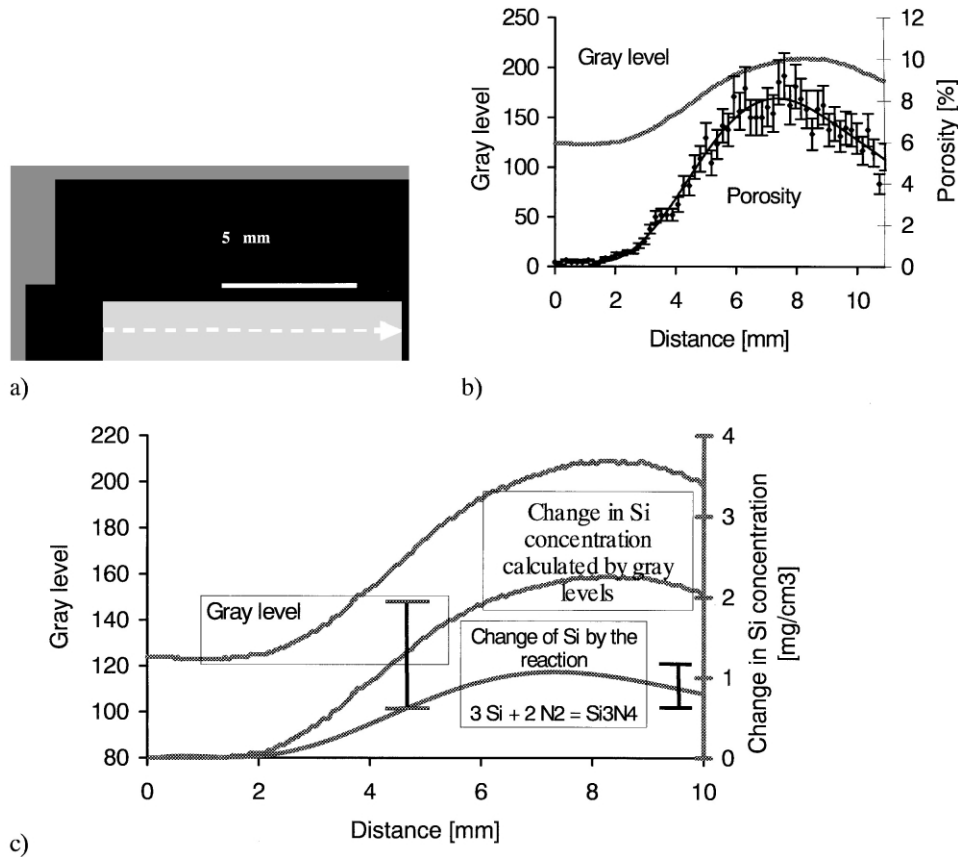 5 mm
a)
250
200
150
100
50
0
Gray level
Gray level
Porosity
12
10
8
6
4
2
0
Porosity [%]
0 2 4 6 8 10
Distance [mm]
b)
220
200
180
160
140
120
100
80
Gray level
Gray level
Change in Si
concentration
calculated by gray
levels
Change of Si by the
reaction
3 Si + 2 N2 = Si3N4
4
3
2
1
0
Change in Si concentration
[mg/cm3]
0 2 4 6 8 10
Distance [mm]
c)